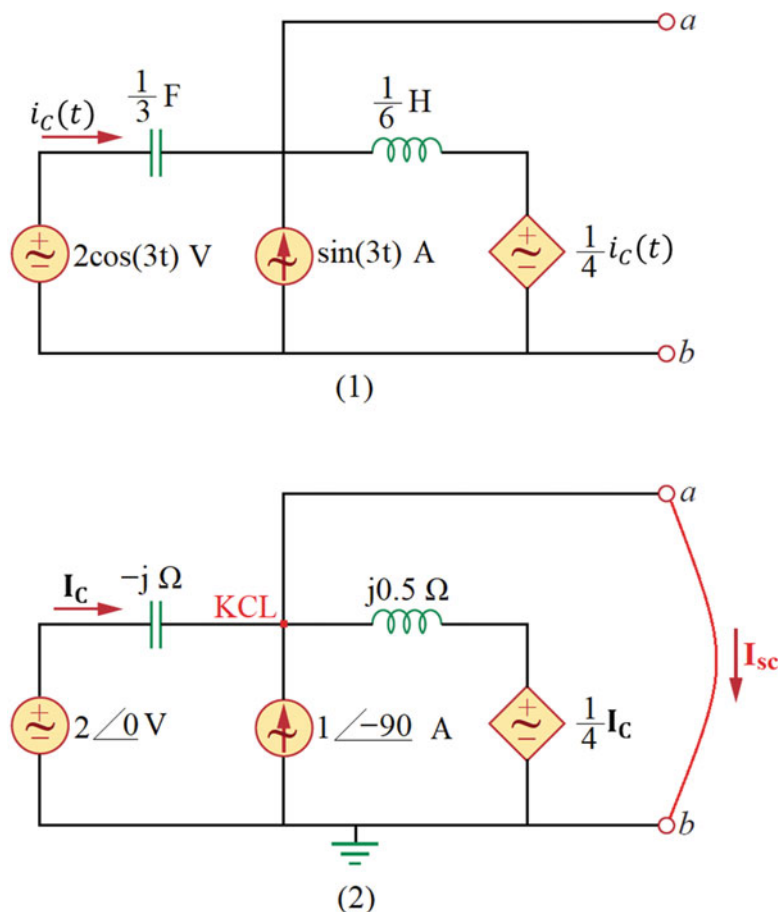 a
1/3 F
i_C(t)
1/6 H
2cos(3t) V
sin(3t) A
1/4 i_C(t)
b
(1)
a
I_C
−j Ω
KCL
j0.5 Ω
I_sc
2∠0 V
1∠−90 A
1/4 I_C
b
(2)